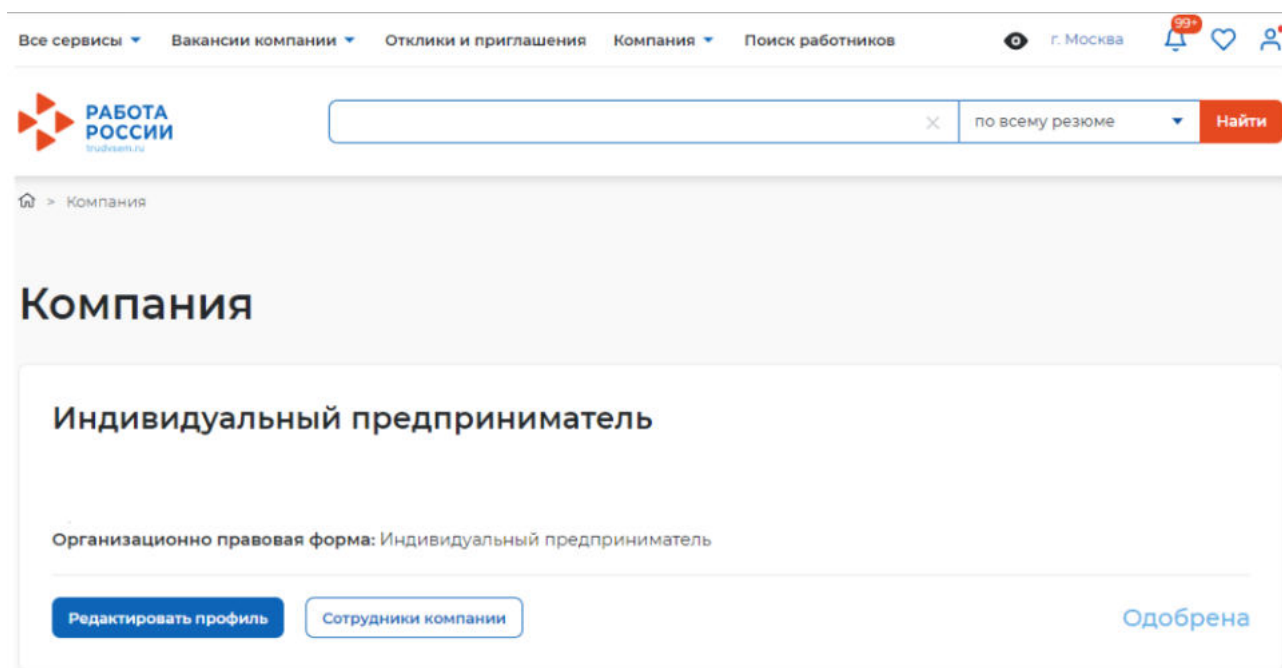 Все сервисы Вакансии компании Отклики и приглашения Компания Поиск работников г. Москва 99+
РАБОТА
РОССИИ
trudvsem.ru
по всему резюме Найти
> Компания
Компания
Индивидуальный предприниматель
Организационно правовая форма: Индивидуальный предприниматель
Редактировать профиль Сотрудники компании Одобрена